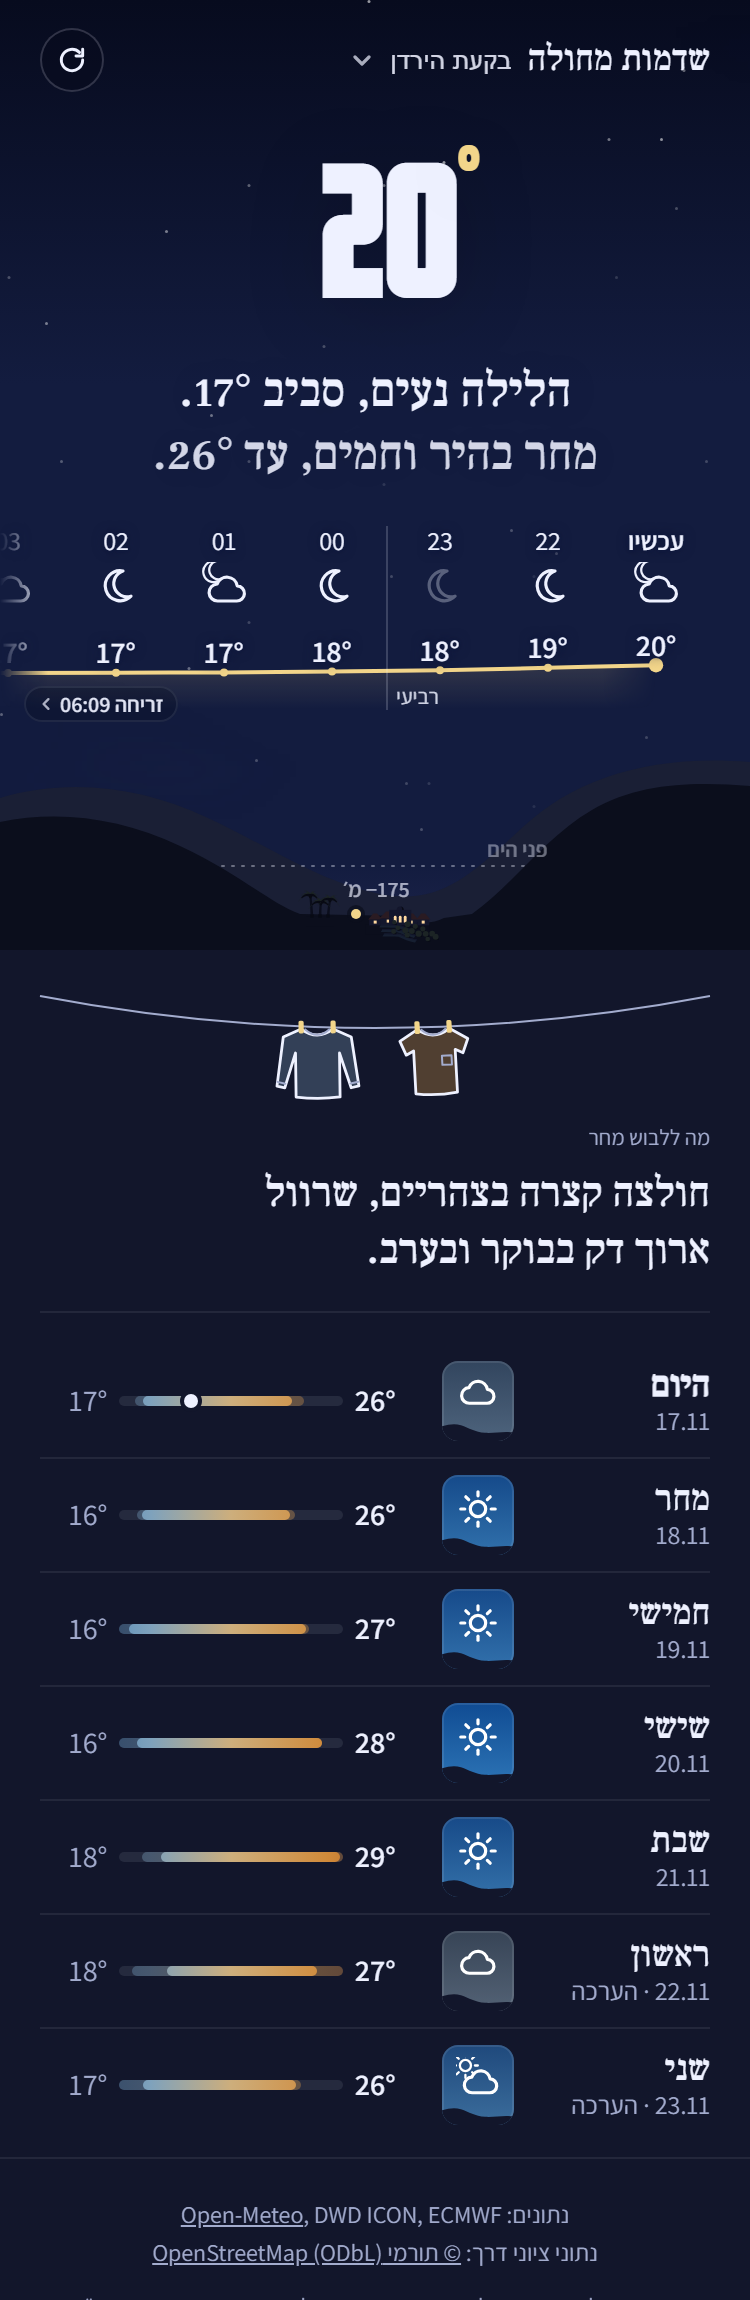 שדמות מחולה בקעת הירדן
20°
הלילה נעים, סביב 17°.
מחר בהיר וחמים, עד 26°.
עכשיו 22 23 00 01 02 03
20° 19° 18° 18° 17° 17° 7°
רביעי
זריחה 06:09
פני הים
−175 מ׳
מה ללבוש מחר
חולצה קצרה בצהריים, שרוול
ארוך דק בבוקר ובערב.
היום 26° 17°
17.11
מחר 26° 16°
18.11
חמישי 27° 16°
19.11
שישי 28° 16°
20.11
שבת 29° 18°
21.11
ראשון 27° 18°
22.11 · הערכה
שני 26° 17°
23.11 · הערכה
נתונים: Open-Meteo, DWD ICON, ECMWF
נתוני ציוני דרך: © תורמי OpenStreetMap (ODbL)